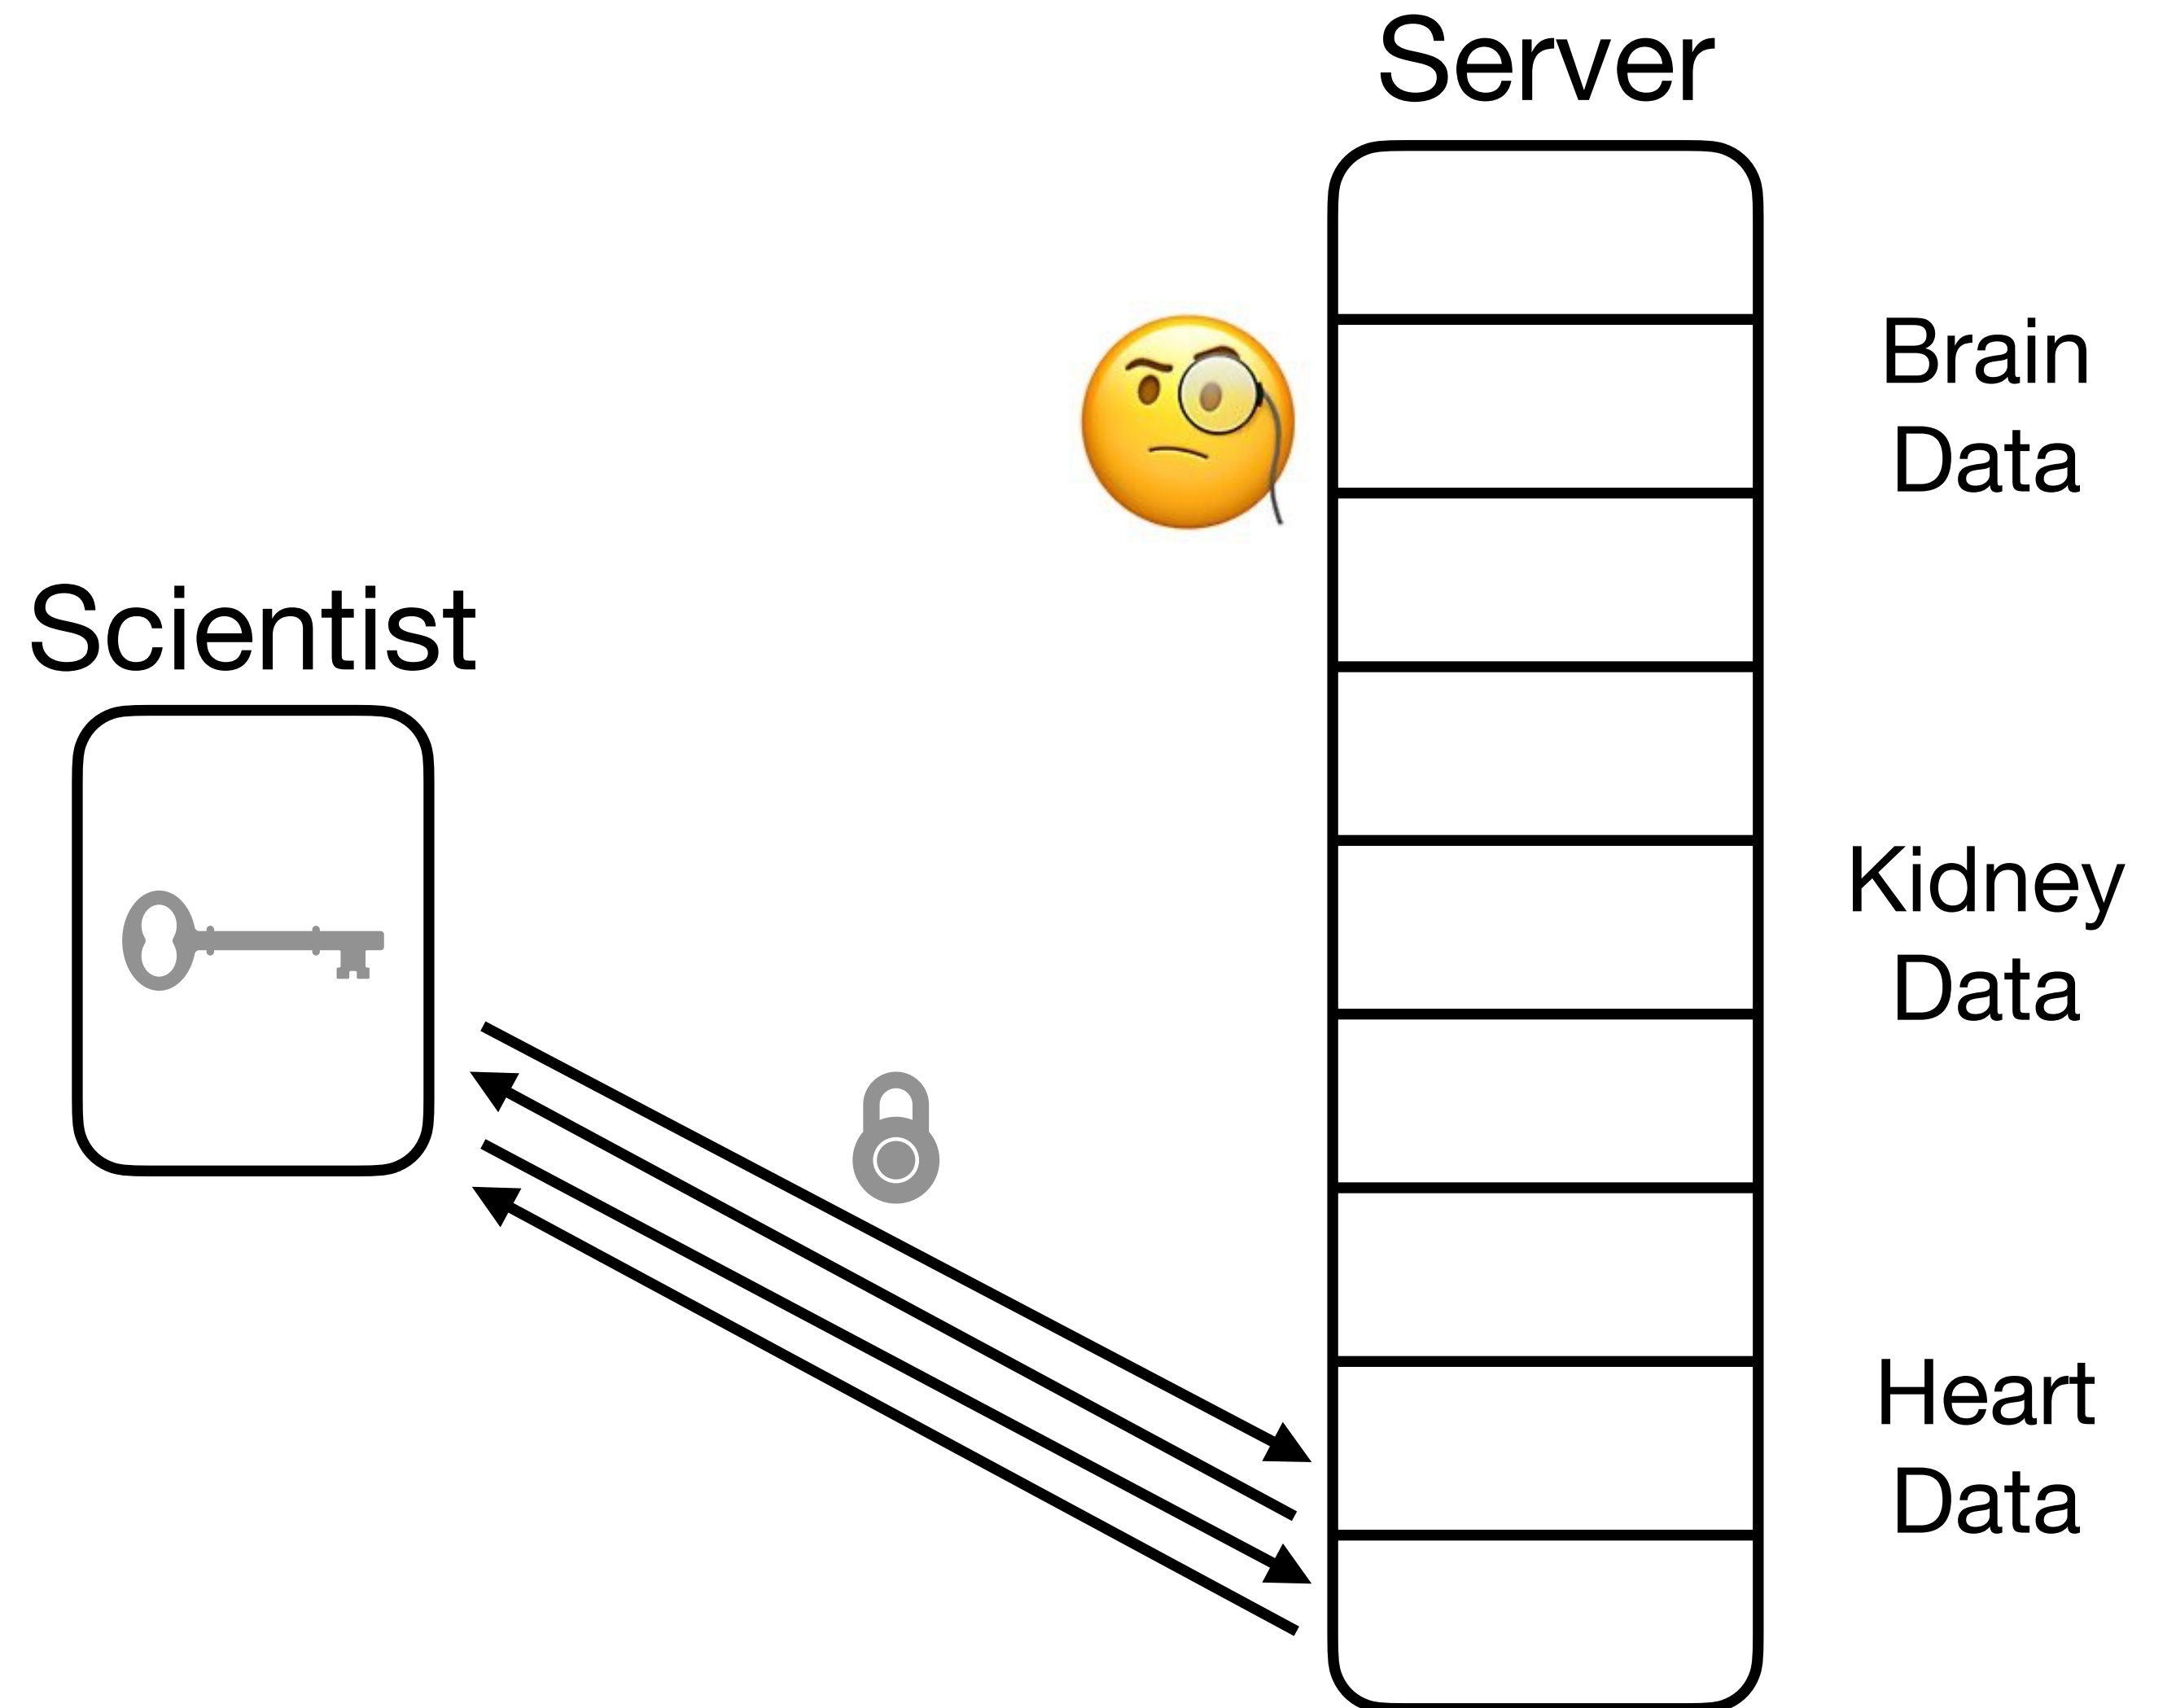 Server
Brain
Data
Scientist
Kidney
Data
Heart
Data